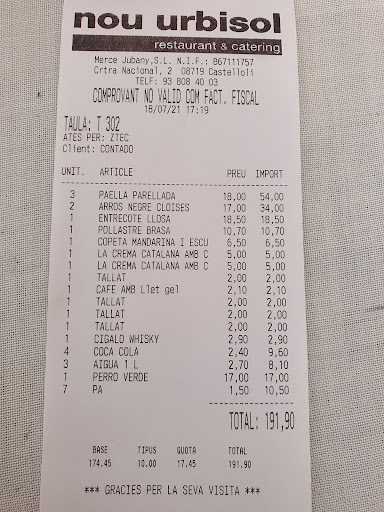 nou urbisol
restaurant & catering
Merce Jubany,S.L. N.I.F.: B67111757
Crtra Nacional, 2 08719 Castelloli
TELF: 93 808 40 03
COMPROVANT NO VALID COM FACT. FISCAL
18/07/21 17:19
TAULA: T 302
ATES PER: ZTEC
Client: CONTADO
UNIT. ARTICLE PREU IMPORT
3 PAELLA PARELLADA 18,00 54,00
2 ARROS NEGRE CLOISES 17,00 34,00
1 ENTRECOTE LLOSA 18,50 18,50
1 POLLASTRE BRASA 10,70 10,70
1 COPETA MANDARINA I ESCU 6,50 6,50
1 LA CREMA CATALANA AMB C 5,00 5,00
1 LA CREMA CATALANA AMB C 5,00 5,00
1 TALLAT 2,00 2,00
1 CAFE AMB Llet gel 2,10 2,10
1 TALLAT 2,00 2,00
1 TALLAT 2,00 2,00
1 TALLAT 2,00 2,00
1 CIGALO WHISKY 2,90 2,90
4 COCA COLA 2,40 9,60
3 AIGUA 1 L 2,70 8,10
1 PERRO VERDE 17,00 17,00
7 PA 1,50 10,50
TOTAL: 191,90
BASE TIPUS QUOTA TOTAL
174.45 10.00 17,45 191.90
*** GRACIES PER LA SEVA VISITA ***